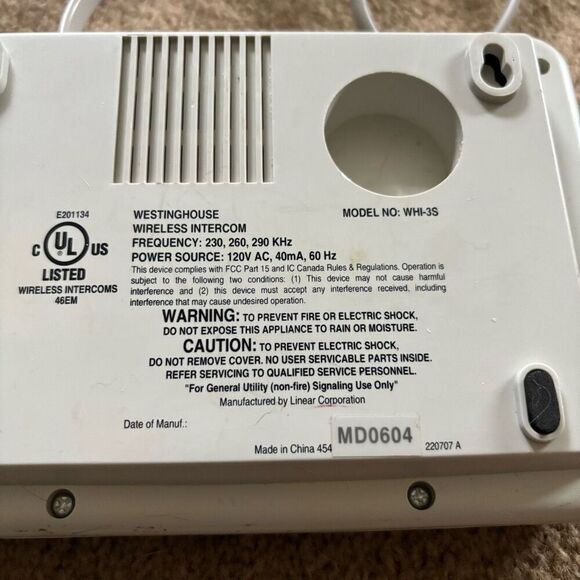 E201134
C UL US
LISTED
WIRELESS INTERCOMS
46EM
WESTINGHOUSE
MODEL NO: WHI-3S
WIRELESS INTERCOM
FREQUENCY: 230, 260, 290 KHz
POWER SOURCE: 120V AC, 40mA, 60 Hz
This device complies with FCC Part 15 and IC Canada Rules & Regulations. Operation is
subject to the following two conditions: (1) This device may not cause harmful
interference and (2) this device must accept any interference received, including
interference that may cause undesired operation.
WARNING: TO PREVENT FIRE OR ELECTRIC SHOCK,
DO NOT EXPOSE THIS APPLIANCE TO RAIN OR MOISTURE.
CAUTION: TO PREVENT ELECTRIC SHOCK,
DO NOT REMOVE COVER. NO USER SERVICABLE PARTS INSIDE.
REFER SERVICING TO QUALIFIED SERVICE PERSONNEL.
"For General Utility (non-fire) Signaling Use Only"
Manufactured by Linear Corporation
Date of Manuf.:
Made in China 454
MD0604
220707 A